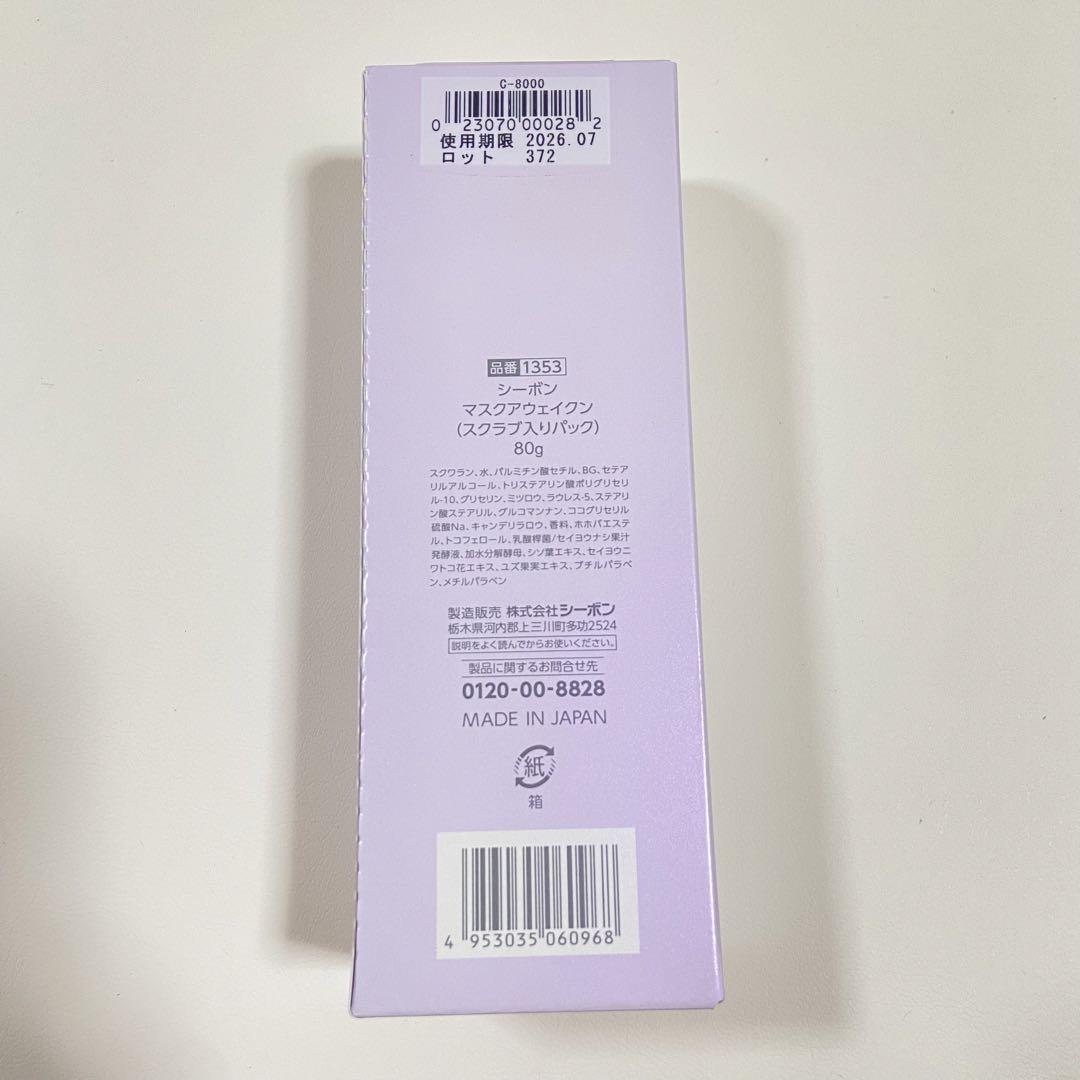 C-8000
0 23070 00028 2
使用期限 2026.07
ロット 372
品番 1353
シーボン
マスクアウェイクン
(スクラブ入りパック)
80g
スクワラン、水、パルミチン酸セチル、BG、セテア
リルアルコール、トリステアリン酸ポリグリセリ
ル-10、グリセリン、ミツロウ、ラウレス-5、ステアリ
ン酸ステアリル、グルコマンナン、ココグリセリル
硫酸Na、キャンデリラロウ、香料、ホホバエステ
ル、トコフェロール、乳酸桿菌/セイヨウナシ果汁
発酵液、加水分解酵母、シソ葉エキス、セイヨウニ
ワトコ花エキス、ユズ果実エキス、ブチルパラベ
ン、メチルパラベン
製造販売 株式会社シーボン
栃木県河内郡上三川町多功2524
説明をよく読んでからお使いください。
製品に関するお問合せ先
0120-00-8828
MADE IN JAPAN
紙
箱
4 953035 060968